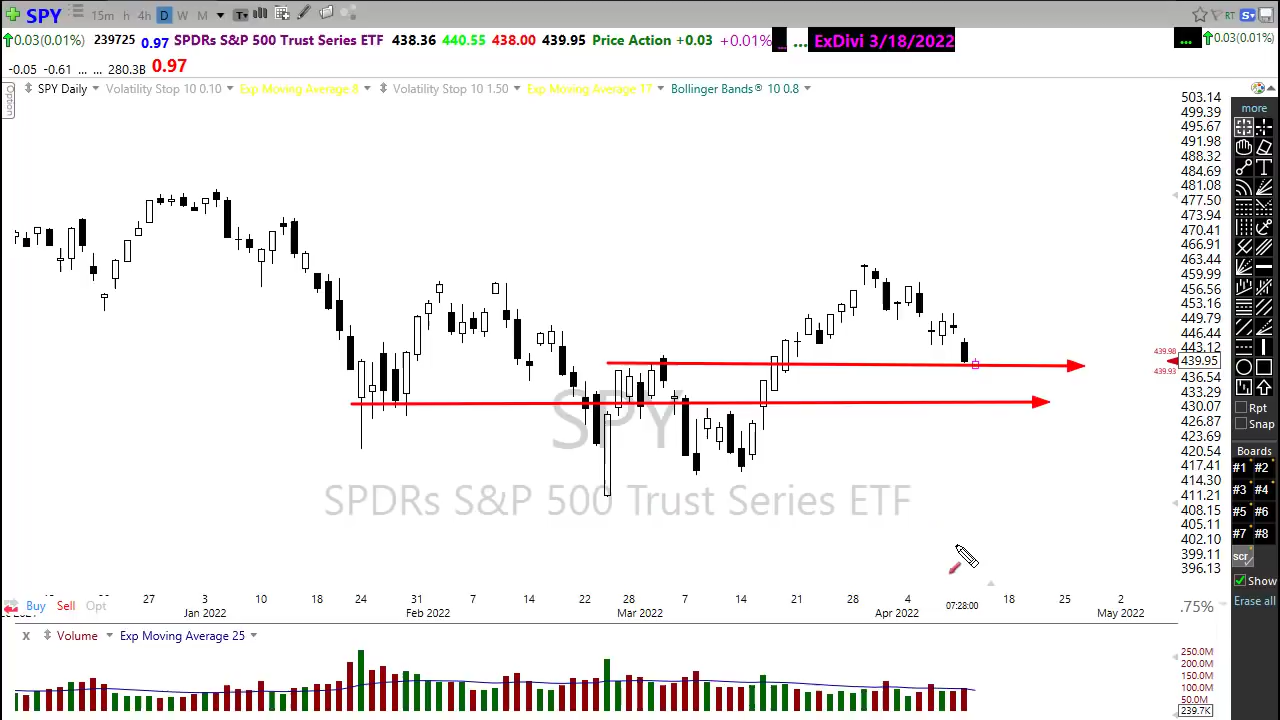 SPY 15m h 4h D W M
0.03(0.01%) 239725 0.97 SPDRs S&P 500 Trust Series ETF 438.36 440.55 438.00 439.95 Price Action +0.03 +0.01% ... ExDivi 3/18/2022 ... 0.03(0.01%)
-0.05 -0.61 ... ... 280.3B 0.97
Option
SPY Daily Volatility Stop 10 0.10 Exp Moving Average 8 Volatility Stop 10 1.50 Exp Moving Average 17 Bollinger Bands® 10 0.8
503.14
499.39
495.67
491.98
488.32
484.69
481.08
477.50
473.94
470.41
466.91
463.44
459.99
456.56
453.16
449.79
446.44
443.12
439.98
439.95
439.93
436.54
433.29
430.07
426.87
423.69
420.54
417.41
414.30
411.21
408.15
405.11
402.10
399.11
396.13
SPY
SPDRs S&P 500 Trust Series ETF
27 3 10 18 24 7 14 7 14 21 28 4 18 25 2
Jan 2022 Feb 2022 Mar 2022 Apr 2022 07:28:00 May 2022
Buy Sell Opt
.75%
X Volume Exp Moving Average 25
250.0M
200.0M
150.0M
100.0M
50.0M
239.7K
RT
more
T
Rpt
Snap
Boards
#1 #2
#3 #4
#5 #6
#7 #8
scr
Show
Erase all